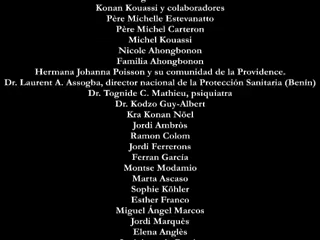 Konan Kouassi y colaboradores
Père Michelle Estevanatto
Père Michel Carteron
Michel Kouassi
Nicole Ahongbonon
Familia Ahongbonon
Hermana Johanna Poisson y su comunidad de la Providence.
Dr. Laurent A. Assogba, director nacional de la Protección Sanitaria (Benín)
Dr. Tognide C. Mathieu, psiquiatra
Dr. Kodzo Guy-Albert
Kra Konan Nöel
Jordi Ambròs
Ramon Colom
Jordi Ferrerons
Ferran García
Montse Modamio
Marta Ascaso
Sophie Köhler
Esther Franco
Miguel Ángel Marcos
Jordi Marquès
Elena Anglès